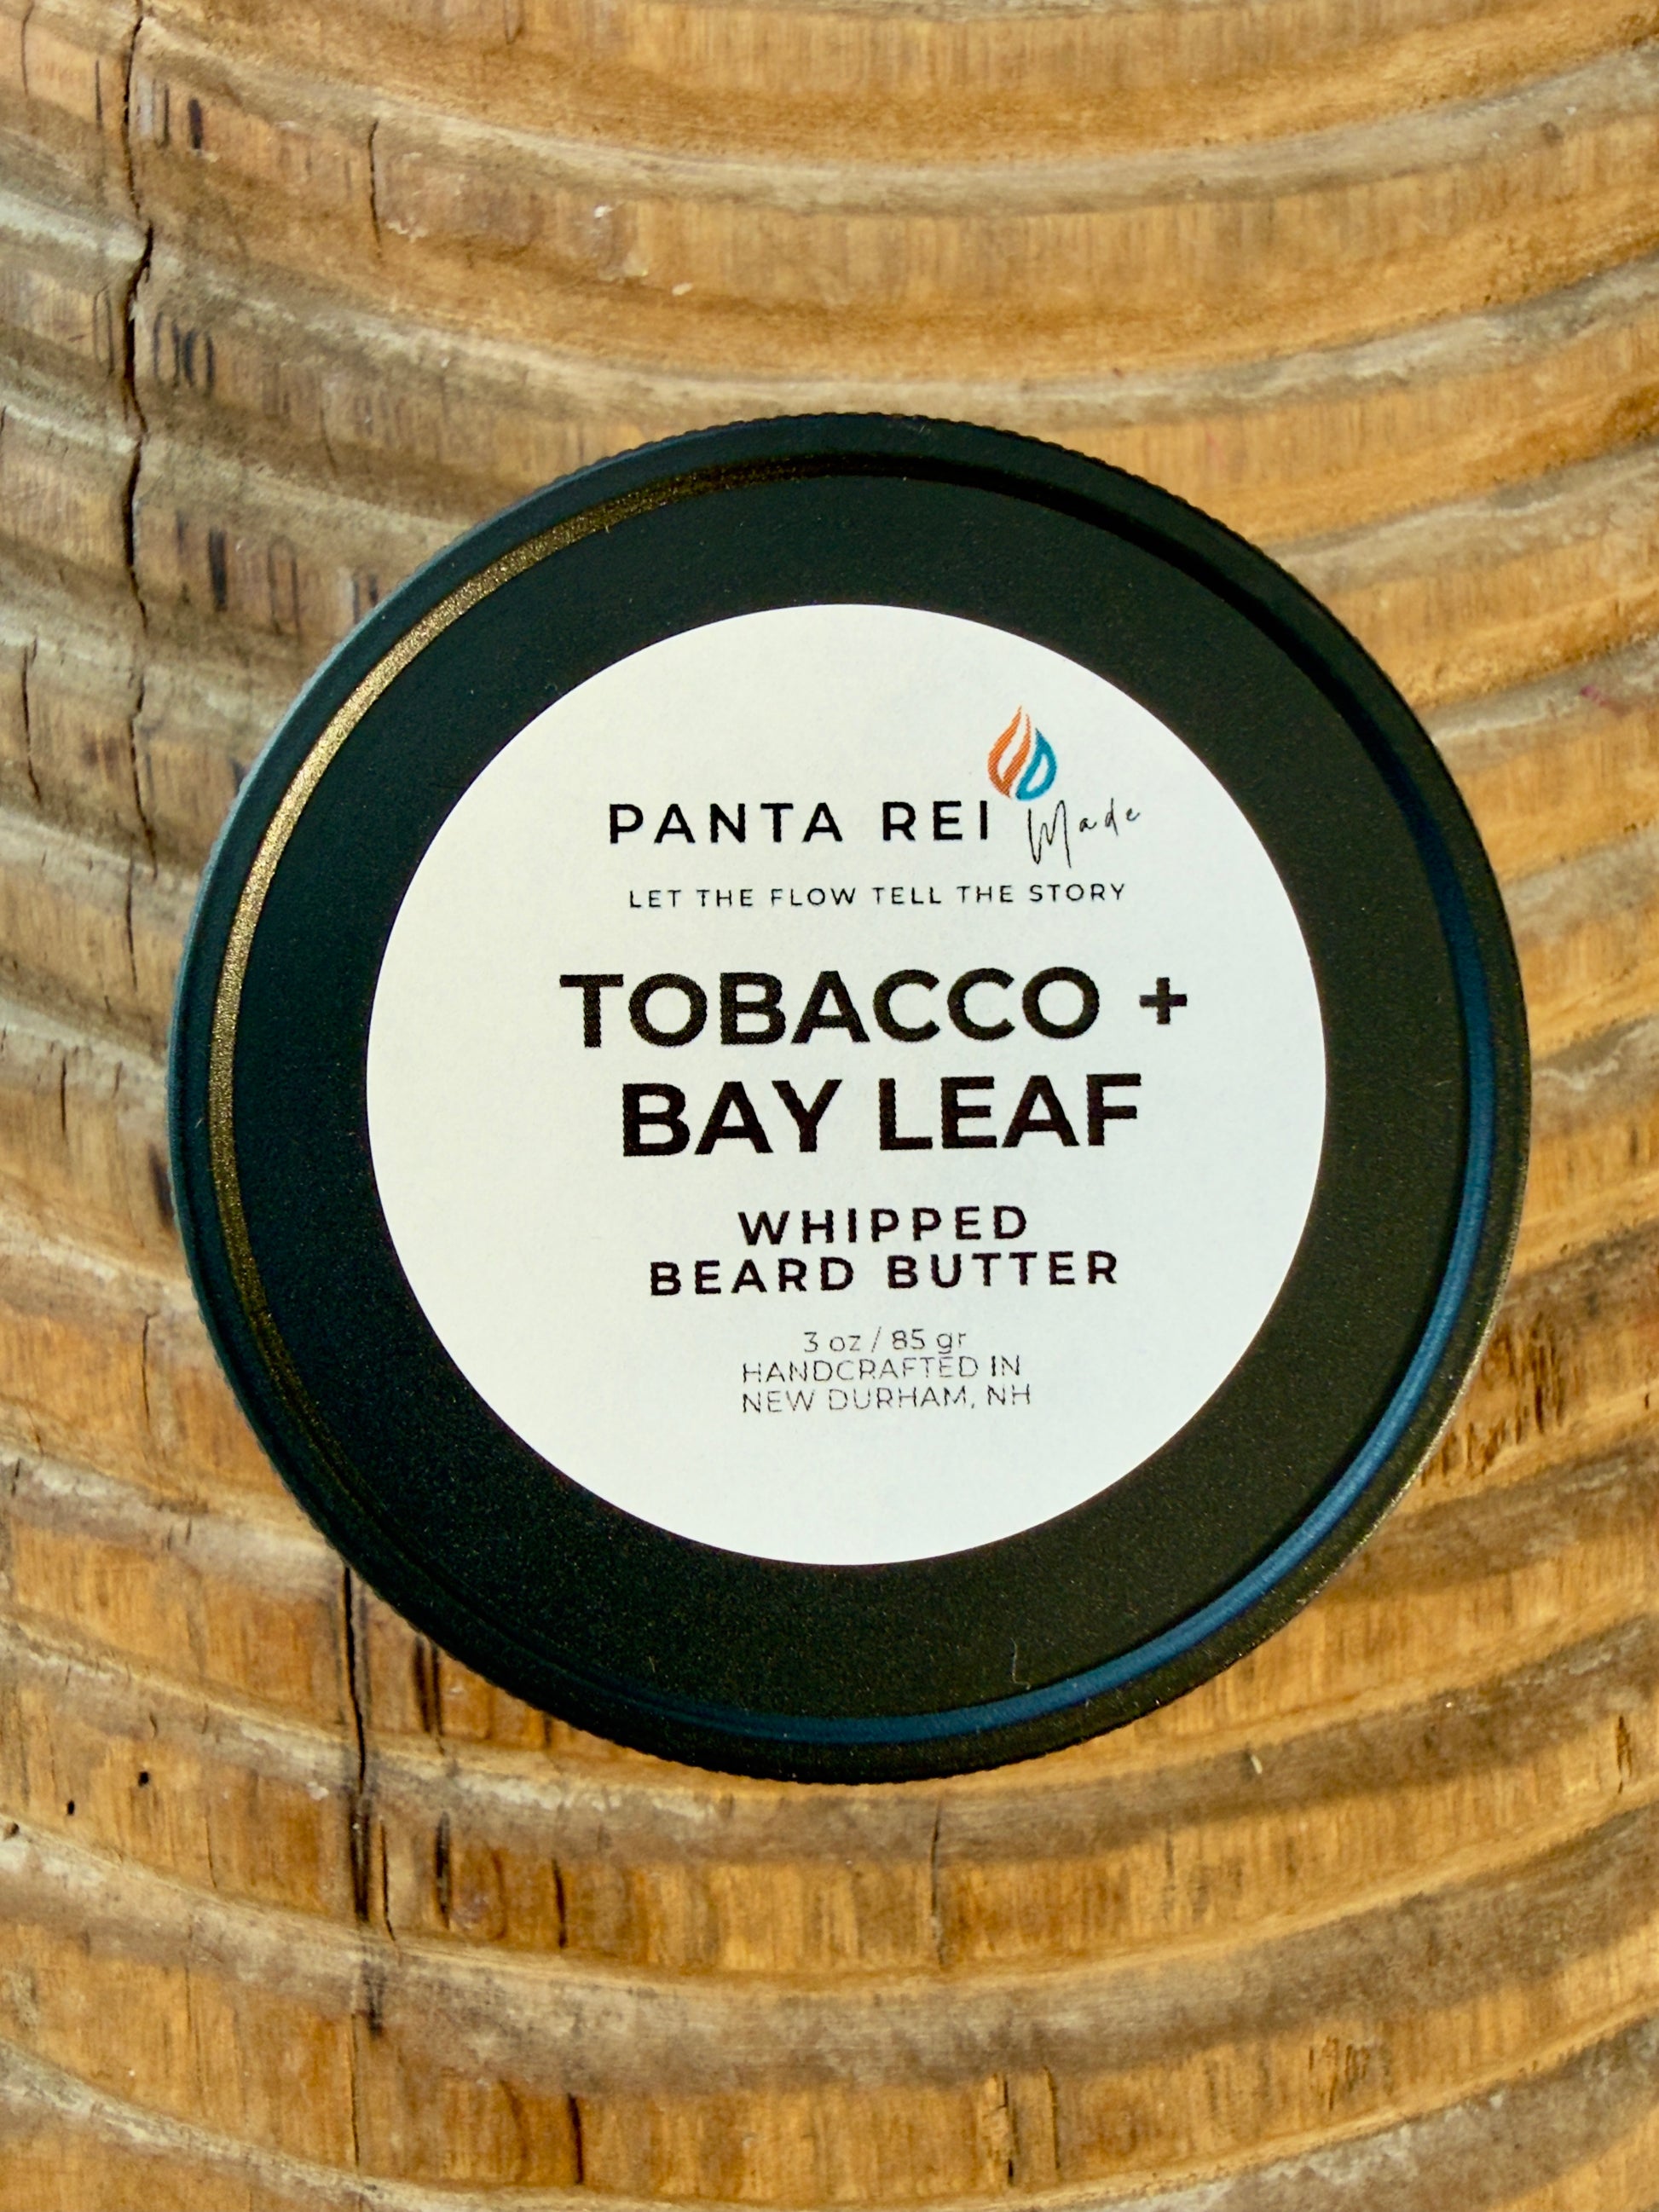 PANTA REI Made
LET THE FLOW TELL THE STORY
TOBACCO +
BAY LEAF
WHIPPED
BEARD BUTTER
3 oz / 85 gr
HANDCRAFTED IN
NEW DURHAM, NH